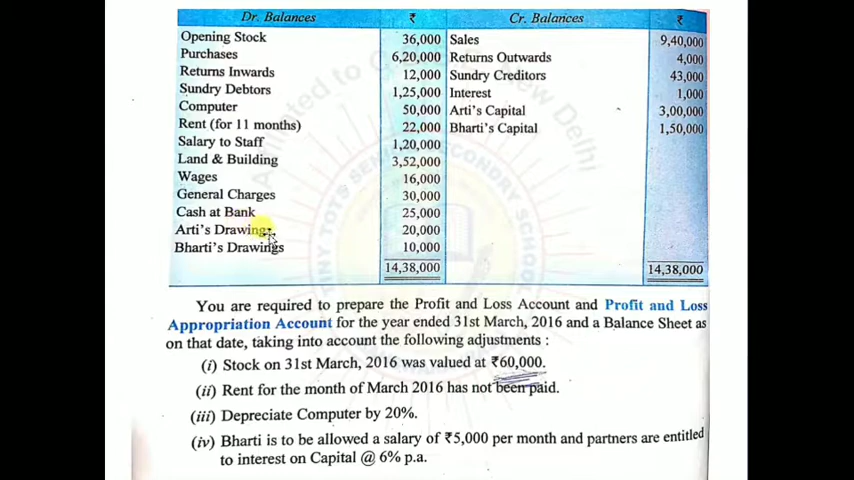 Dr. Balances ₹ Cr. Balances ₹
Opening Stock 36,000 Sales 9,40,000
Purchases 6,20,000 Returns Outwards 4,000
Returns Inwards 12,000 Sundry Creditors 43,000
Sundry Debtors 1,25,000 Interest 1,000
Computer 50,000 Arti's Capital 3,00,000
Rent (for 11 months) 22,000 Bharti's Capital 1,50,000
Salary to Staff 1,20,000
Land & Building 3,52,000
Wages 16,000
General Charges 30,000
Cash at Bank 25,000
Arti's Drawings 20,000
Bharti's Drawings 10,000
14,38,000 14,38,000
You are required to prepare the Profit and Loss Account and Profit and Loss
Appropriation Account for the year ended 31st March, 2016 and a Balance Sheet as
on that date, taking into account the following adjustments :
(i) Stock on 31st March, 2016 was valued at ₹60,000.
(ii) Rent for the month of March 2016 has not been paid.
(iii) Depreciate Computer by 20%.
(iv) Bharti is to be allowed a salary of ₹5,000 per month and partners are entitled
to interest on Capital @ 6% p.a.